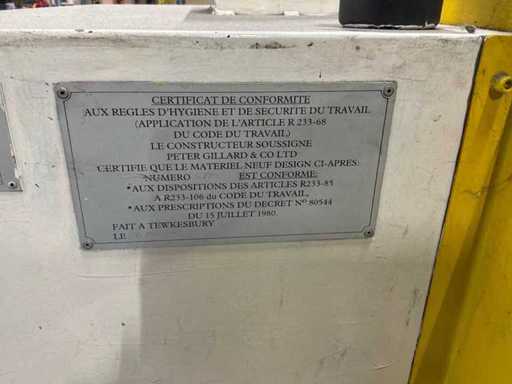 CERTIFICAT DE CONFORMITE
AUX REGLES D'HYGIENE ET DE SECURITE DU TRAVAIL
(APPLICATION DE L'ARTICLE R 233-68
DU CODE DU TRAVAIL)
LE CONSTRUCTEUR SOUSSIGNE
PETER GILLARD & CO LTD
CERTIFIE QUE LE MATERIEL NEUF DESIGN CI-APRES:
NUMERO EST CONFORME:
*AUX DISPOSITIONS DES ARTICLES R233-85
A R233-106 du CODE DU TRAVAIL,
*AUX PRESCRIPTIONS DU DECRET Nº 80544
DU 15 JUILLET 1980.
FAIT A TEWKESBURY
LE